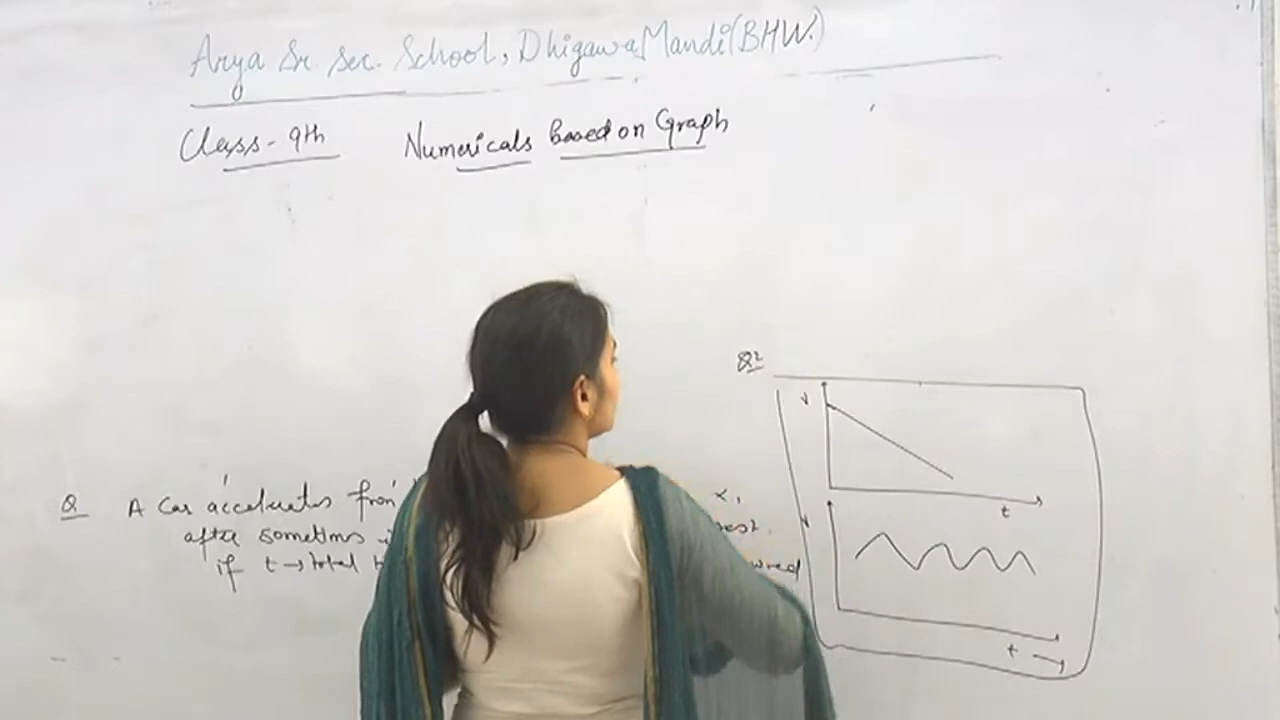 Arya Sr. Sec. School, Dhigawa Mandi (BHW.)
Class - 9th Numericals based on Graph
Q A Car accelerates from
after sometims
if t → total
Q2
v
t
v
t →